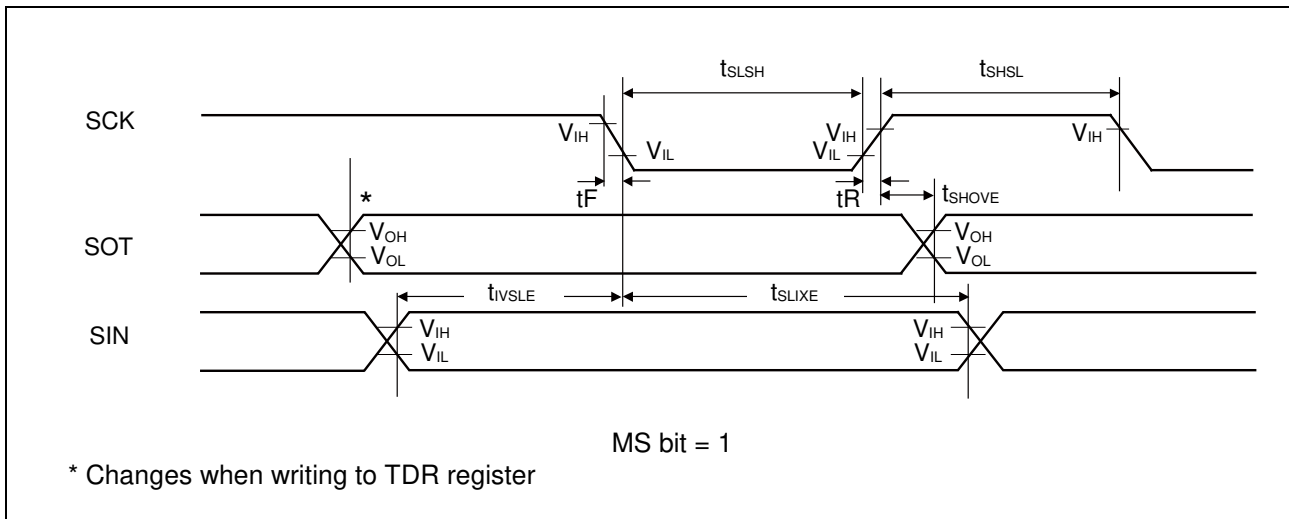 tSLSH tSHSL
SCK
VIH VIL VIH VIL VIH
tF tR tSHOVE
*
SOT
VOH VOH
VOL VOL
tIVSLE tSLIXE
SIN
VIH VIH
VIL VIL
MS bit = 1
* Changes when writing to TDR register